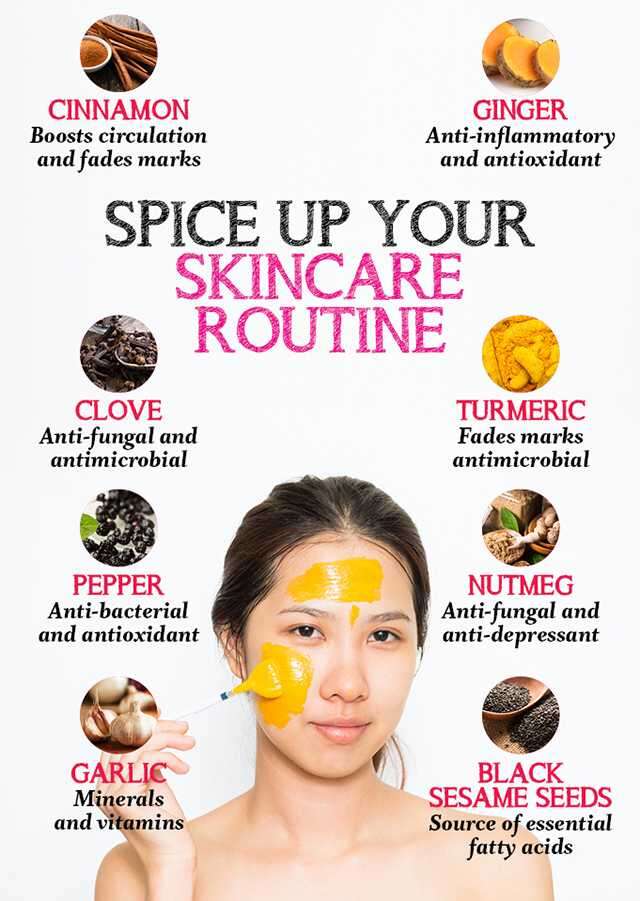 CINNAMON
Boosts circulation
and fades marks
GINGER
Anti-inflammatory
and antioxidant
SPICE UP YOUR
SKINCARE
ROUTINE
CLOVE
Anti-fungal and
antimicrobial
TURMERIC
Fades marks
antimicrobial
PEPPER
Anti-bacterial
and antioxidant
NUTMEG
Anti-fungal and
anti-depressant
GARLIC
Minerals
and vitamins
BLACK
SESAME SEEDS
Source of essential
fatty acids